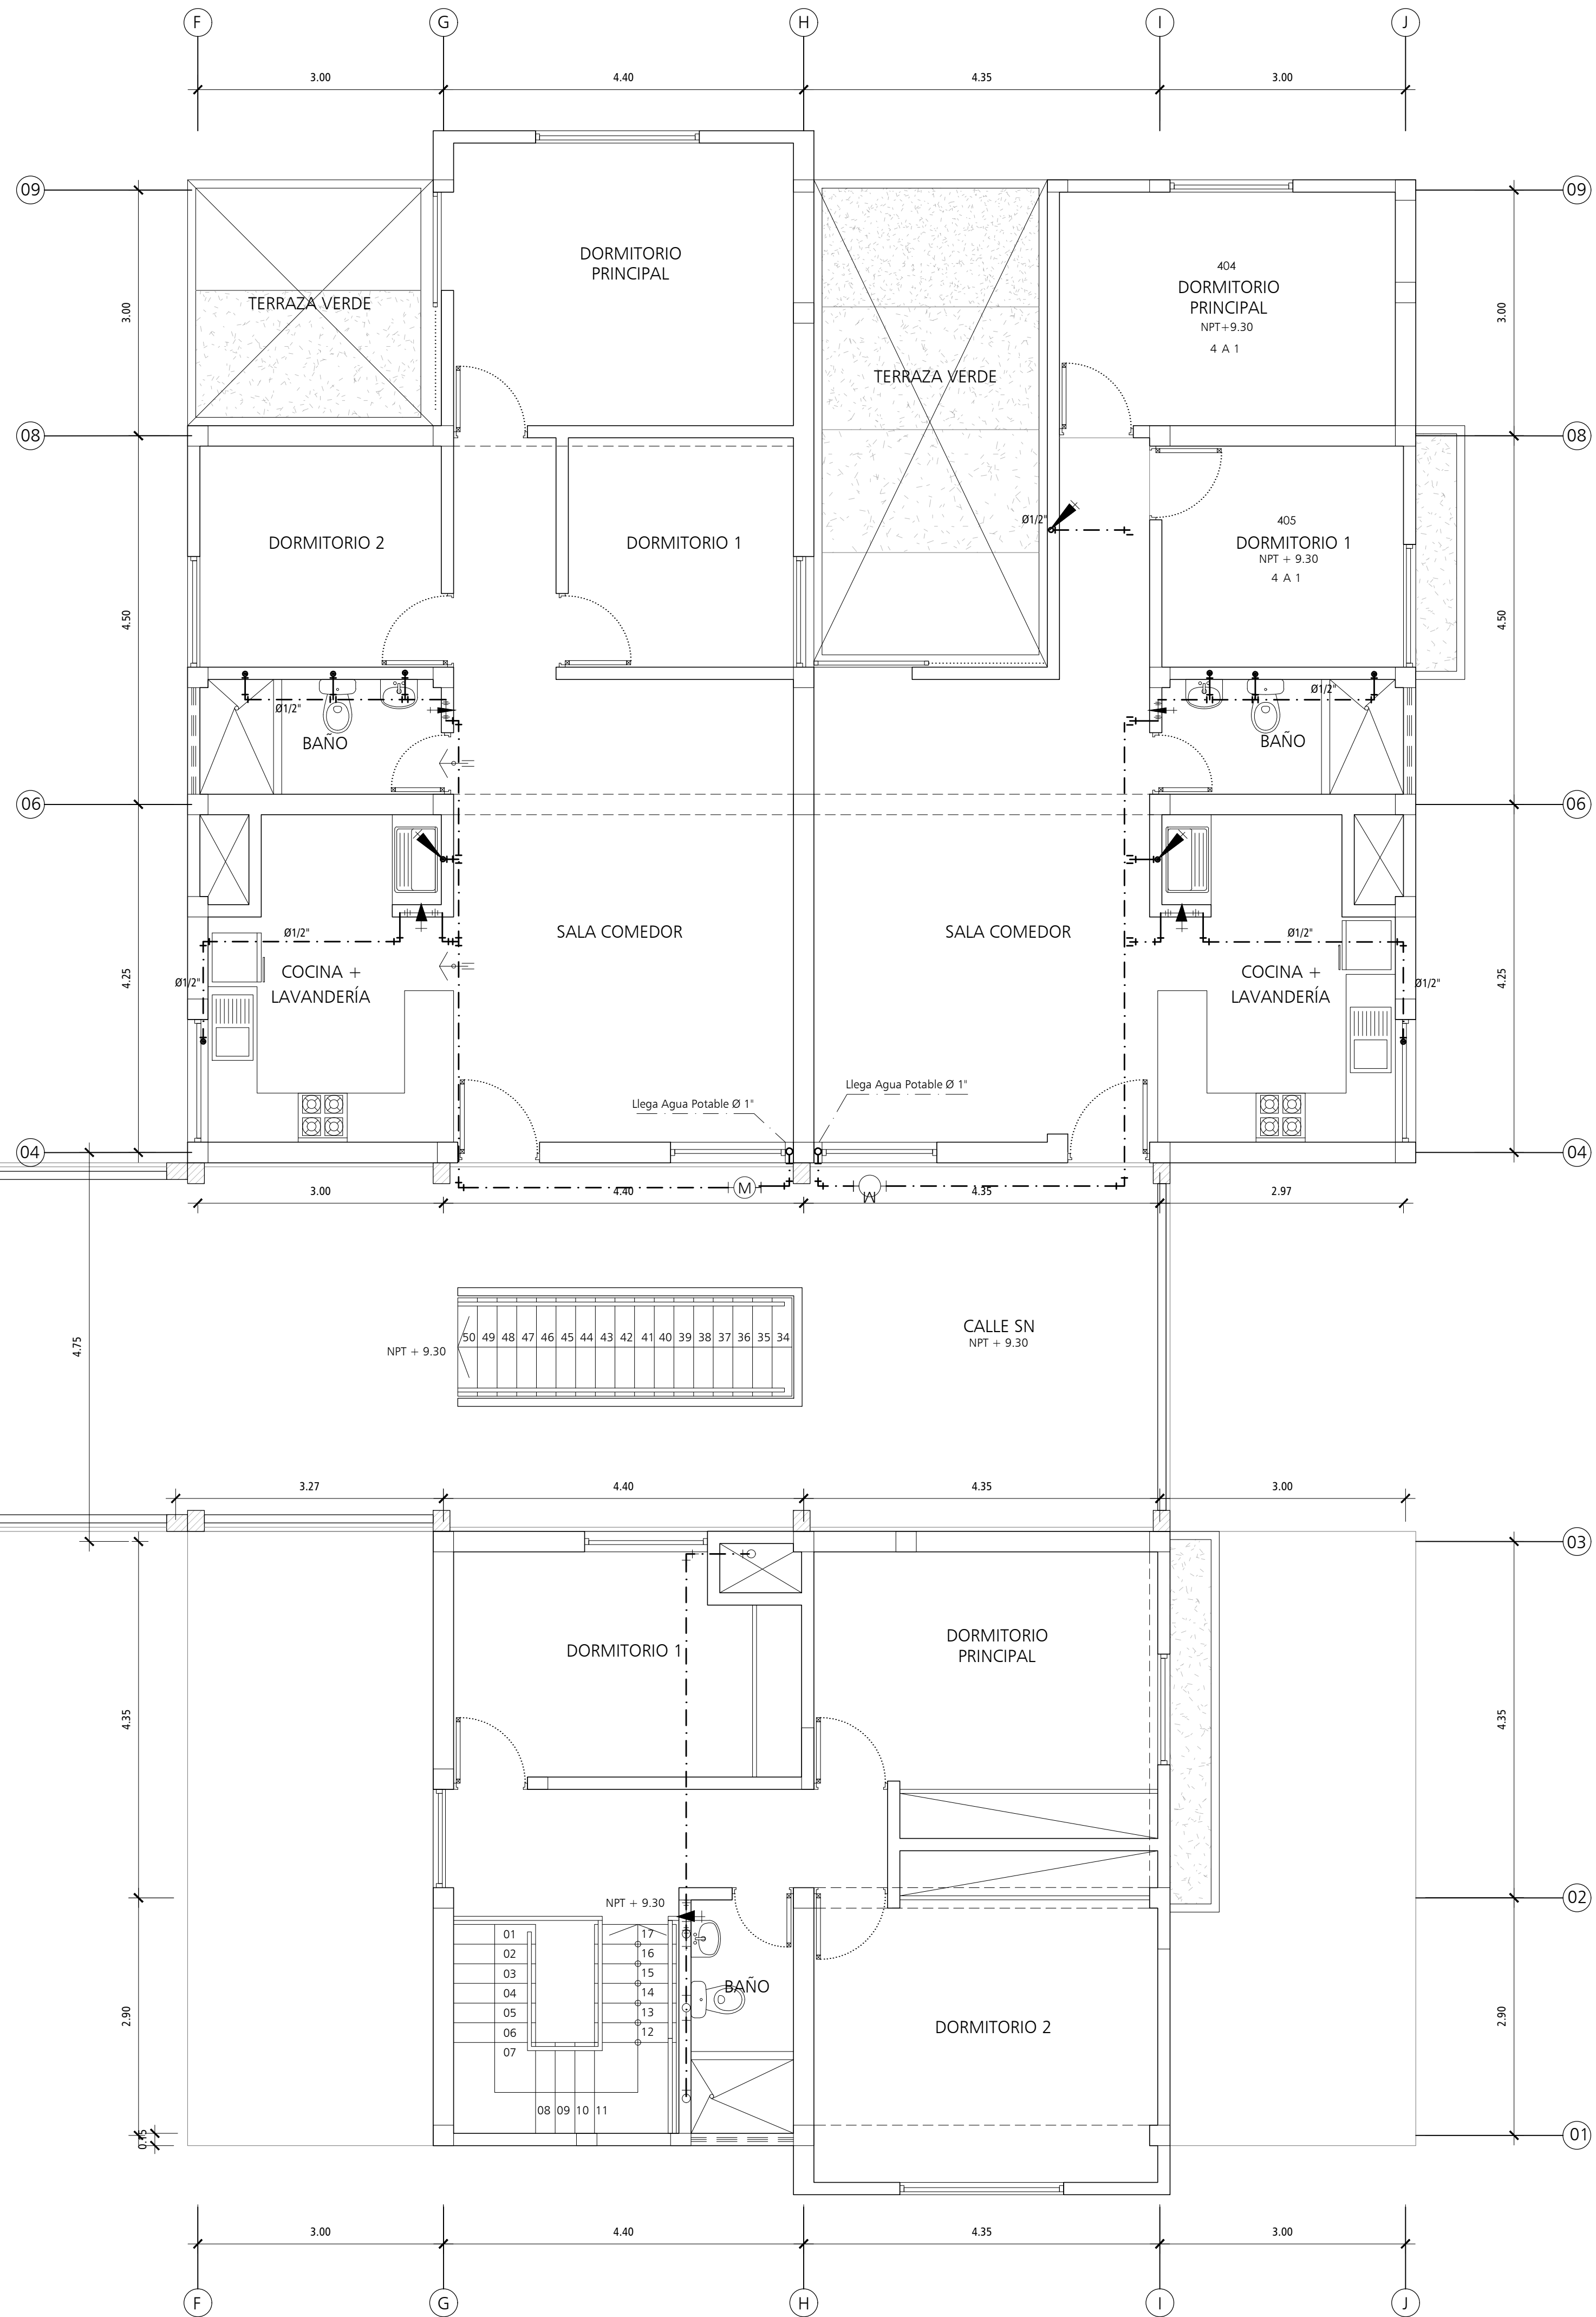 F G H I J
3.00 4.40 4.35 3.00
09 09
DORMITORIO
PRINCIPAL
404
DORMITORIO
PRINCIPAL
NPT+9.30
4 A 1
TERRAZA VERDE
3.00
3.00
TERRAZA VERDE
08 08
Ø1/2"
405
DORMITORIO 2
DORMITORIO 1
DORMITORIO 1
NPT + 9.30
4 A 1
4.50
4.50
Ø1/2"
Ø1/2"
BAÑO
BAÑO
06 06
SALA COMEDOR
SALA COMEDOR
Ø1/2"
Ø1/2"
COCINA +
LAVANDERÍA
COCINA +
LAVANDERÍA
Ø1/2"
Ø1/2"
4.25
4.25
Llega Agua Potable Ø 1"
Llega Agua Potable Ø 1"
04 04
M
M
3.00 4.40 4.35 2.97
CALLE SN
NPT + 9.30
50 49 48 47 46 45 44 43 42 41 40 39 38 37 36 35 34
NPT + 9.30
4.75
3.27 4.40 4.35 3.00
03
DORMITORIO 1
DORMITORIO
PRINCIPAL
4.35
4.35
NPT + 9.30
02
01 17
02 16
03 15
04 14
05 13
06 12
07
08 09 10 11
BAÑO
DORMITORIO 2
2.90
2.90
0.15
01
3.00 4.40 4.35 3.00
F G H I J